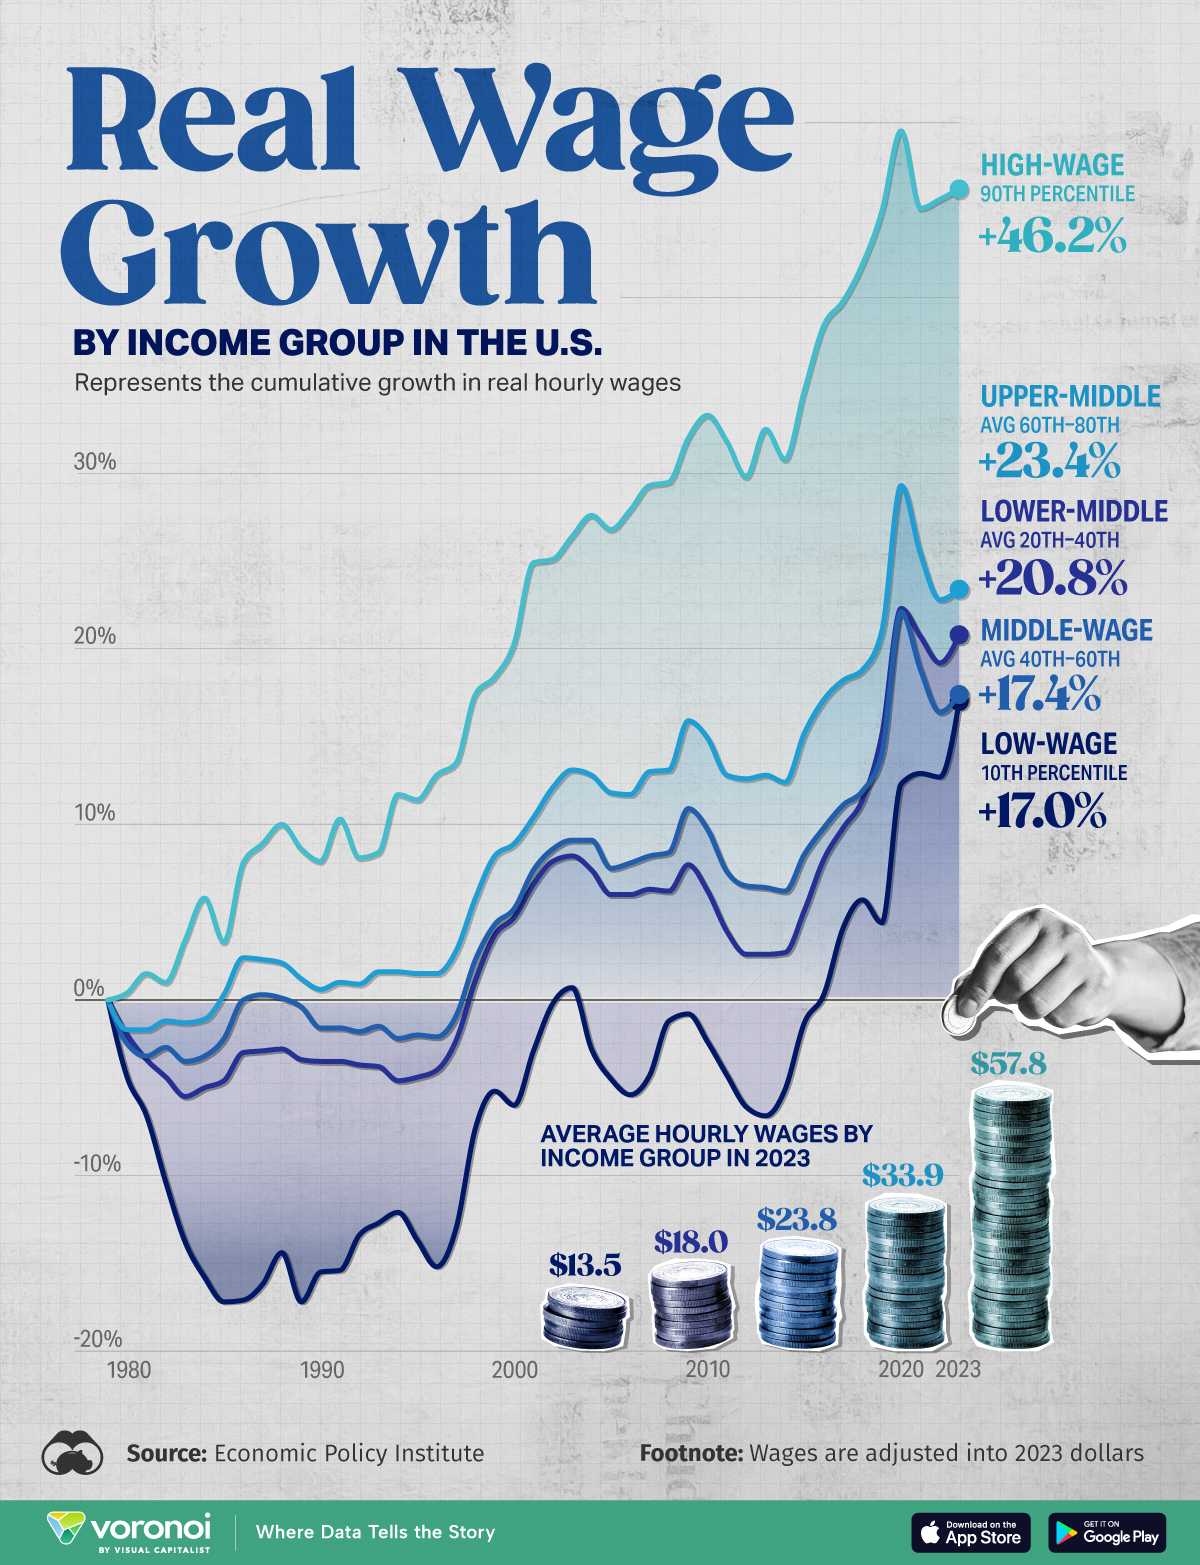 Real Wage
Growth
BY INCOME GROUP IN THE U.S.
Represents the cumulative growth in real hourly wages
HIGH-WAGE
90TH PERCENTILE
+46.2%
UPPER-MIDDLE
AVG 60TH–80TH
+23.4%
LOWER-MIDDLE
AVG 20TH–40TH
+20.8%
MIDDLE-WAGE
AVG 40TH–60TH
+17.4%
LOW-WAGE
10TH PERCENTILE
+17.0%
30%
20%
10%
0%
-10%
-20%
AVERAGE HOURLY WAGES BY
INCOME GROUP IN 2023
$13.5
$18.0
$23.8
$33.9
$57.8
1980 1990 2000 2010 2020 2023
Source: Economic Policy Institute
Footnote: Wages are adjusted into 2023 dollars
voronoi
BY VISUAL CAPITALIST
Where Data Tells the Story
Download on the
App Store
GET IT ON
Google Play